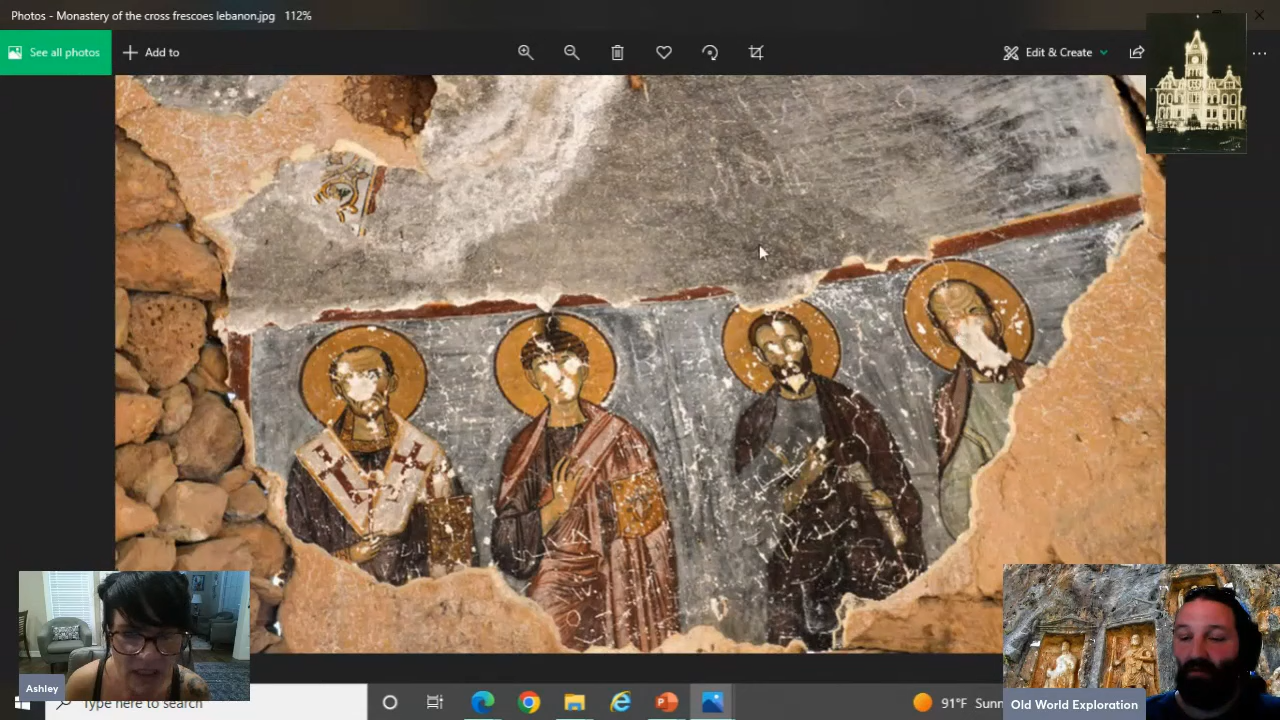 Photos - Monastery of the cross frescoes lebanon.jpg 112%
See all photos
Add to
Edit & Create
Ashley
Type here to search
91°F Sunn
Old World Exploration